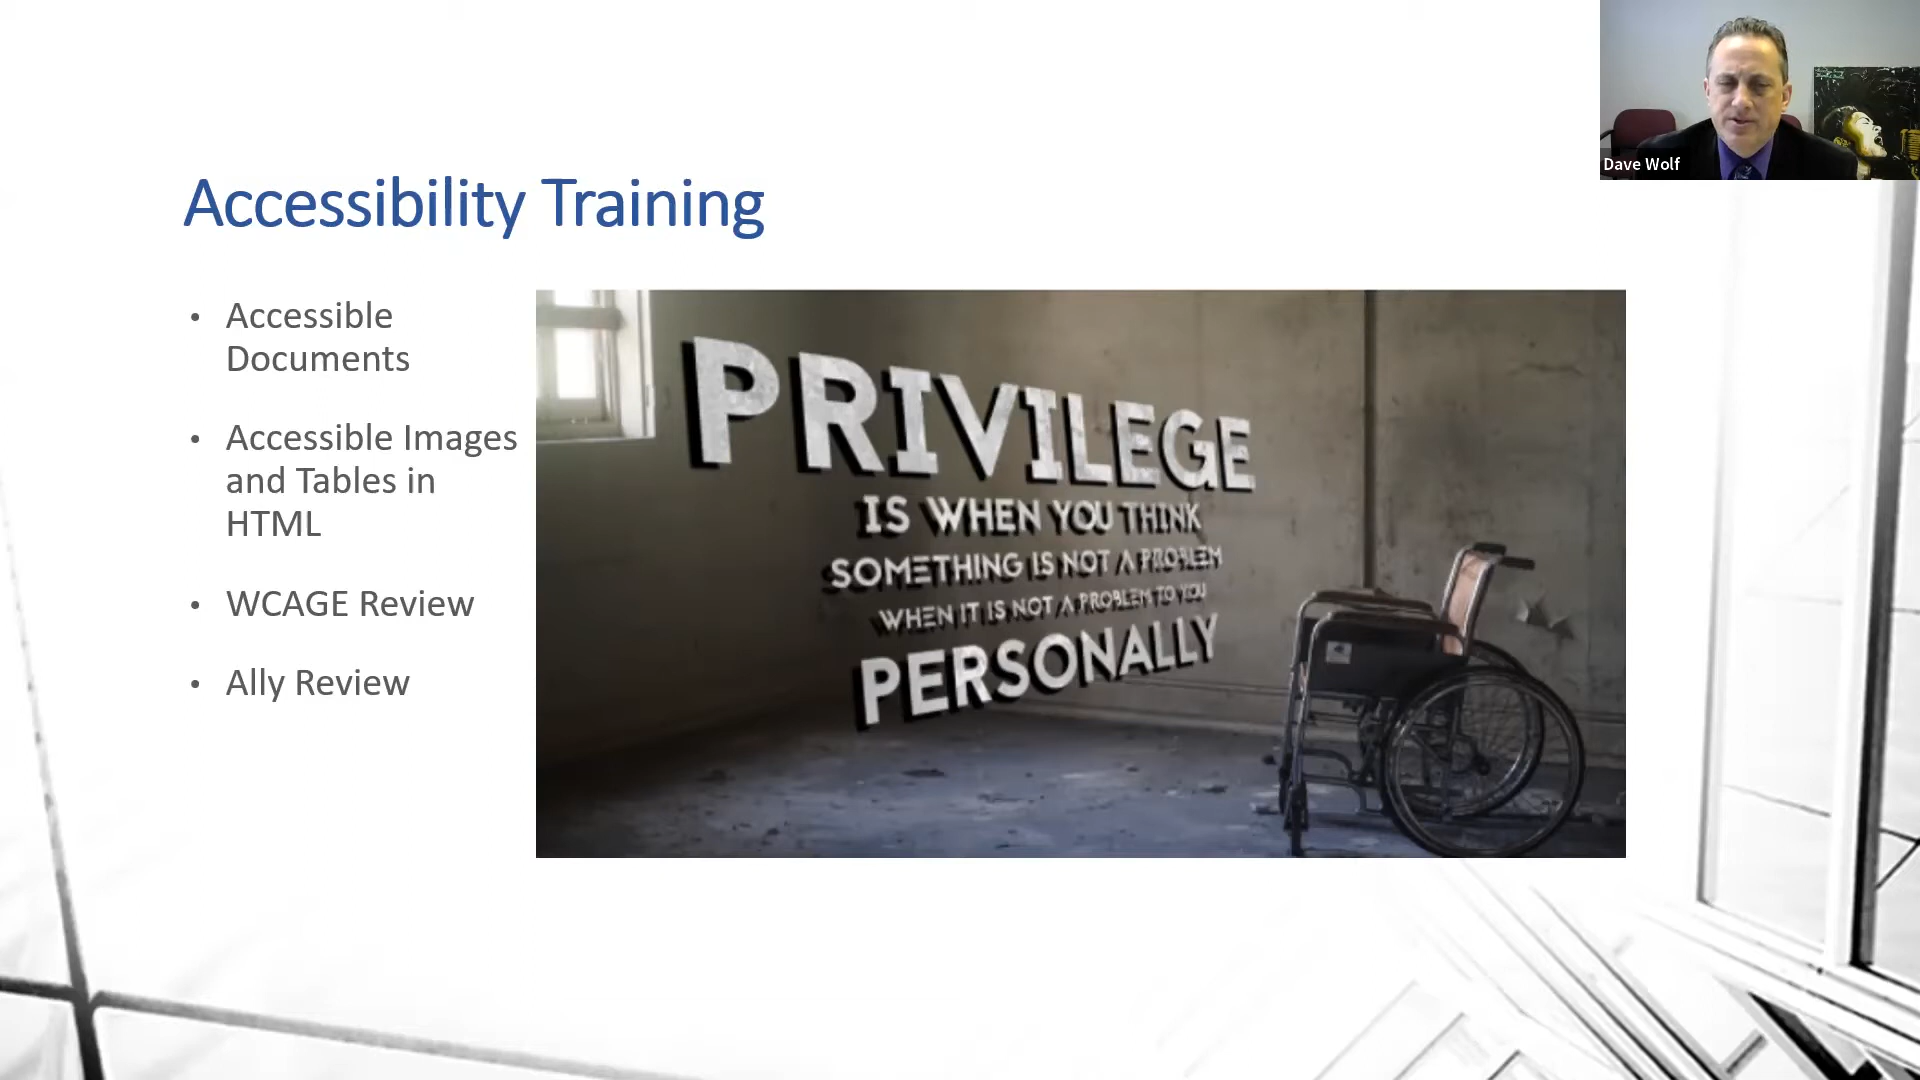 Dave Wolf
Accessibility Training
• Accessible
Documents
• Accessible Images
and Tables in
HTML
• WCAGE Review
• Ally Review
PRIVILEGE
IS WHEN YOU THINK
SOMETHING IS NOT A PROBLEM
WHEN IT IS NOT A PROBLEM TO YOU
PERSONALLY